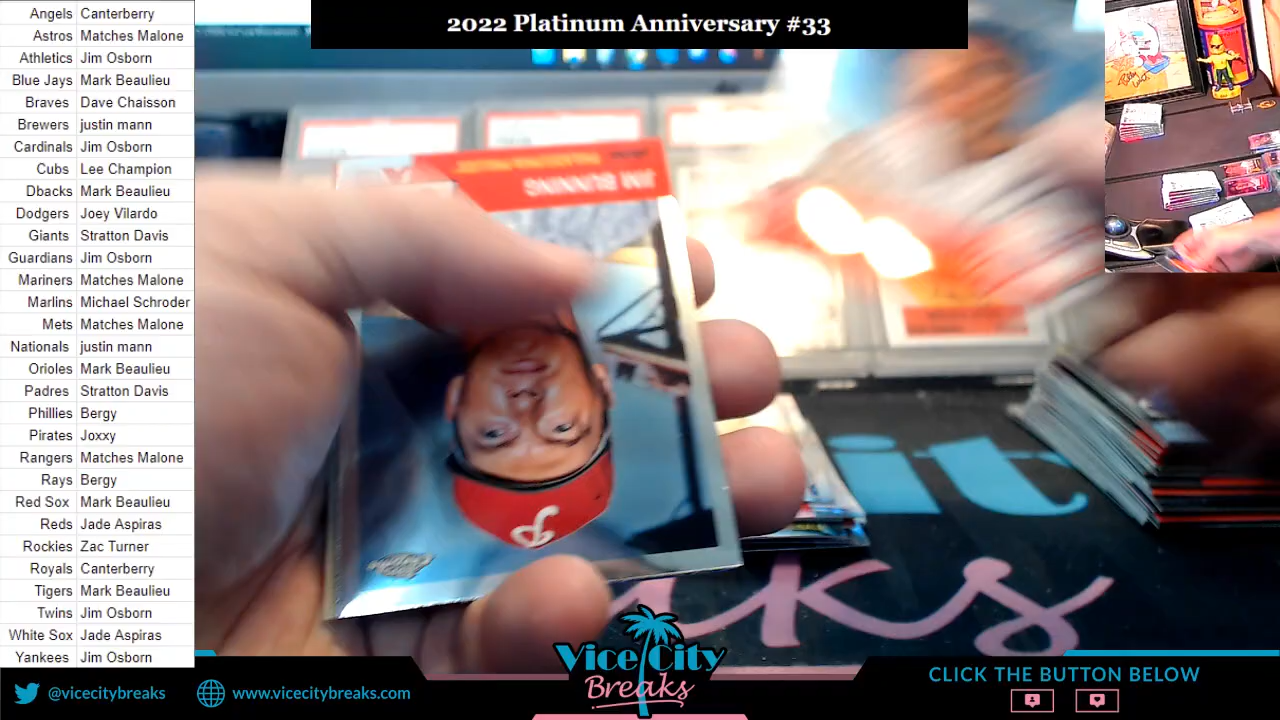 2022 Platinum Anniversary #33
Angels Canterberry
Astros Matches Malone
Athletics Jim Osborn
Blue Jays Mark Beaulieu
Braves Dave Chaisson
Brewers justin mann
Cardinals Jim Osborn
Cubs Lee Champion
Dbacks Mark Beaulieu
Dodgers Joey Vilardo
Giants Stratton Davis
Guardians Jim Osborn
Mariners Matches Malone
Marlins Michael Schroder
Mets Matches Malone
Nationals justin mann
Orioles Mark Beaulieu
Padres Stratton Davis
Phillies Bergy
Pirates Joxxy
Rangers Matches Malone
Rays Bergy
Red Sox Mark Beaulieu
Reds Jade Aspiras
Rockies Zac Turner
Royals Canterberry
Tigers Mark Beaulieu
Twins Jim Osborn
White Sox Jade Aspiras
Yankees Jim Osborn
JIM BUNNING
P
it
Vice City
Breaks
@vicecitybreaks
www.vicecitybreaks.com
CLICK THE BUTTON BELOW